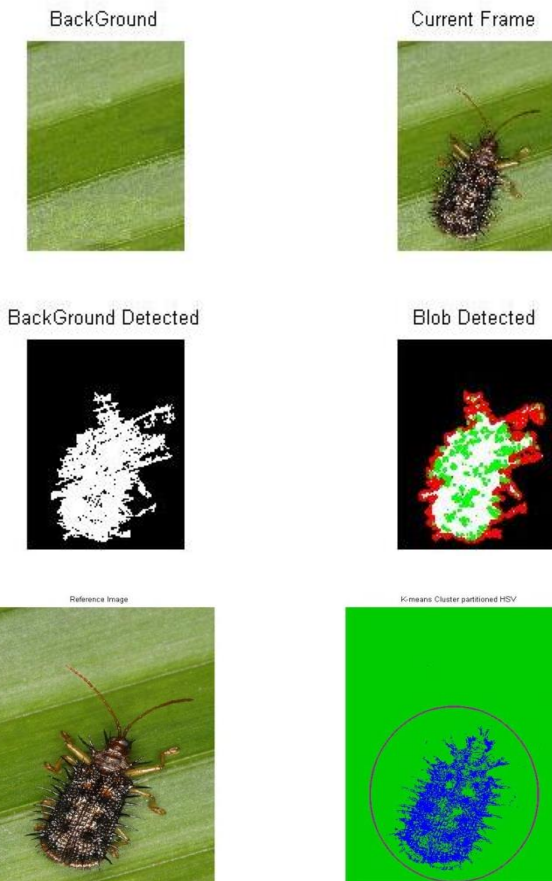 BackGround
Current Frame
BackGround Detected
Blob Detected
Reference Image
K-means Cluster partitioned HSV